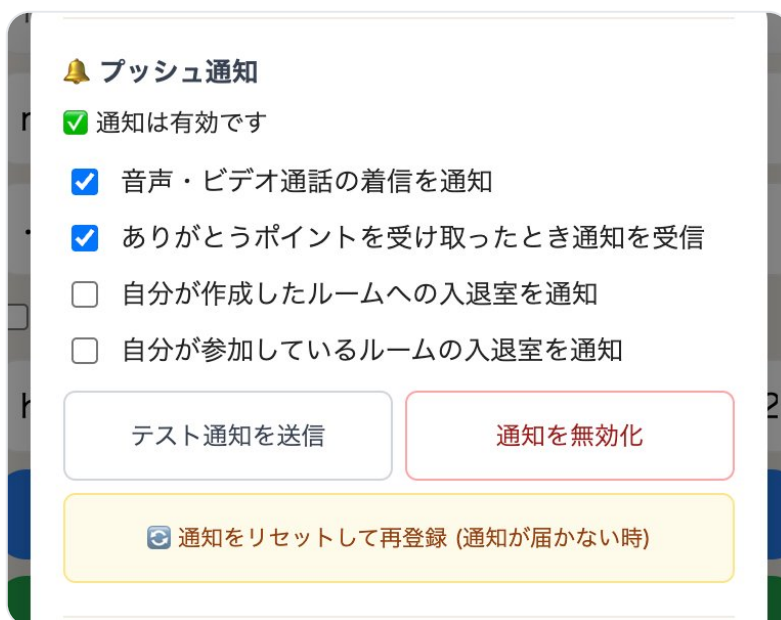 プッシュ通知
通知は有効です
音声・ビデオ通話の着信を通知
ありがとうポイントを受け取ったとき通知を受信
自分が作成したルームへの入退室を通知
自分が参加しているルームの入退室を通知
テスト通知を送信
通知を無効化
通知をリセットして再登録 (通知が届かない時)